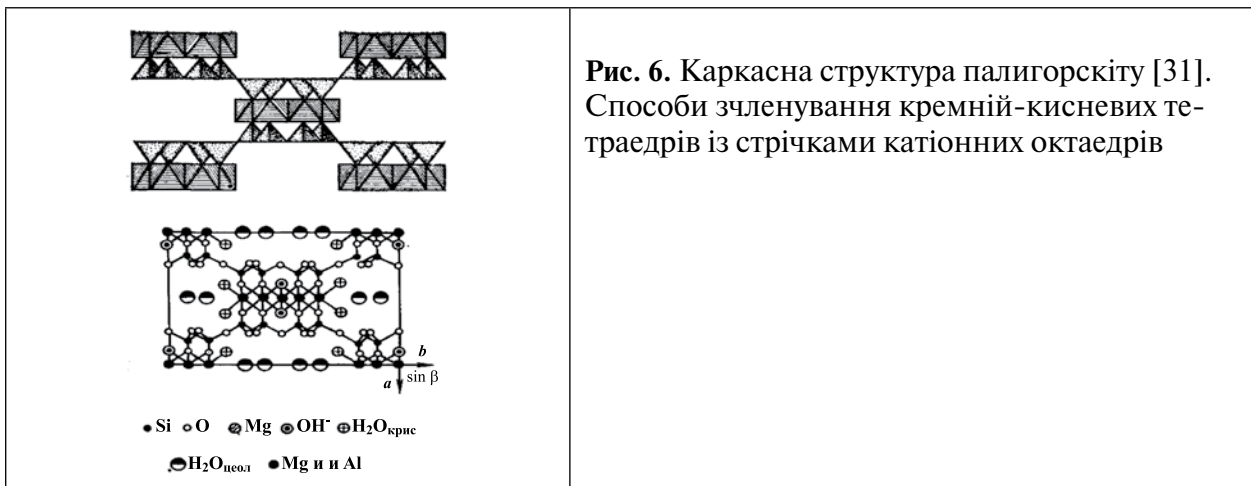 Рис. 6. Каркасна структура палигорскіту [31].
Способи зчленування кремній-кисневих те-
траедрів із стрічками катіонних октаедрів
b
a sin β
Si O Mg OH⁻ H₂Oкрис
H₂Oцеол Mg и и Al